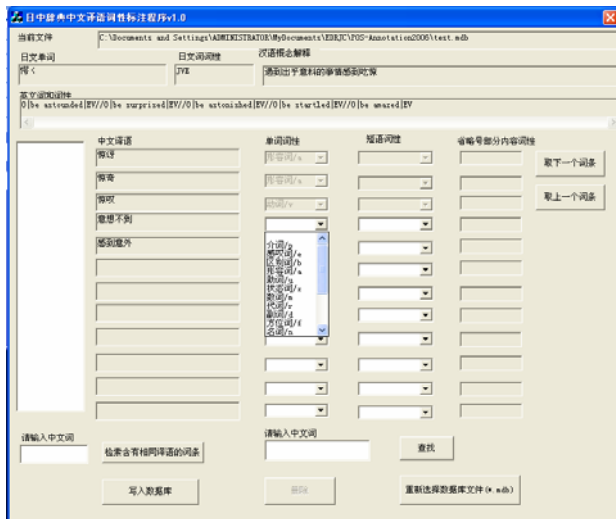 日中辞典中文译语词性标注程序v1.0
当前文件
C:\Documents and Settings\ADMINISTRATOR\MyDocuments\EDRJC\POS-Annotation2006\test.mdb
日文单词
日文词词性
汉语概念解释
JVE
遇到出乎意料的事情感到吃惊
英文词和词性
0|be astounded|EV//0|be surprised|EV//0|be astonished|EV//0|be startled|EV//0|be amazed|EV
中文译语
单词词性
短语词性
省略号部分内容词性
惊讶
形容词/a
取下一个词条
惊奇
形容词/a
取上一个词条
惊叹
动词/v
意想不到
感到意外
介词/p
感叹词/e
区别词/b
形容词/a
助词/u
状态词/z
数词/m
代词/r
副词/d
方位词/f
名词/n
请输入中文词
检索含有相同译语的词条
请输入中文词
查找
写入数据库
删除
重新选择数据库文件(*.mdb)